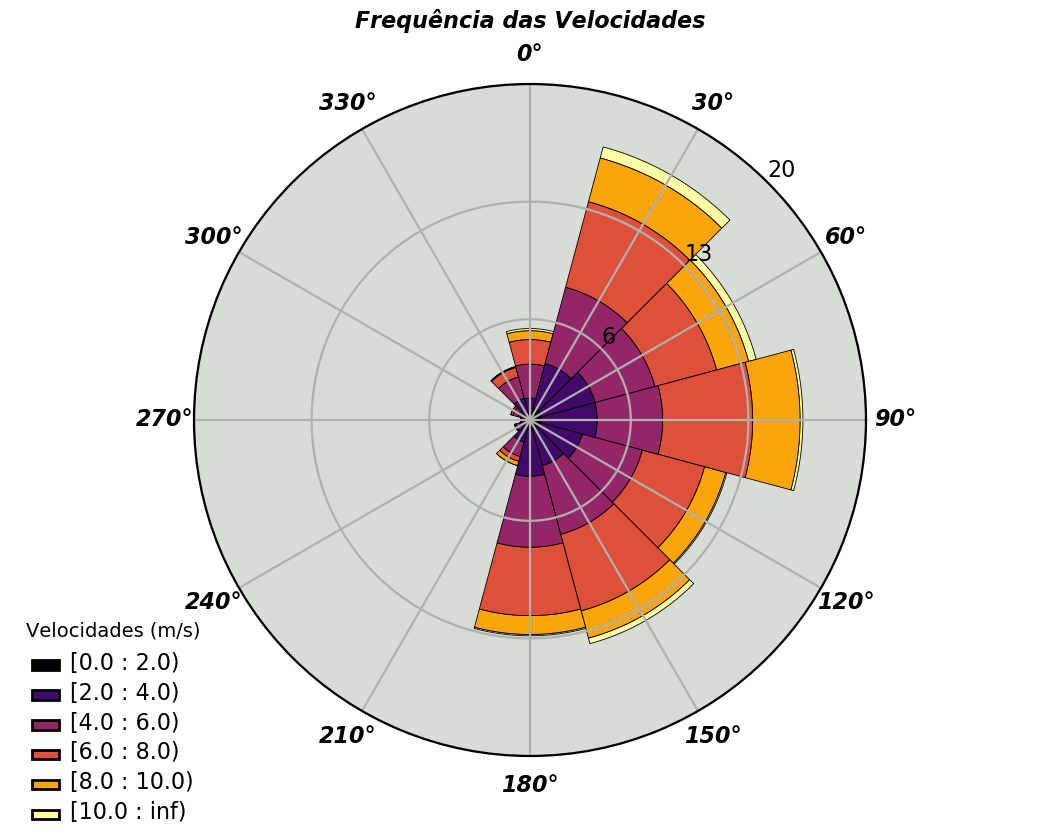 Frequência das Velocidades
0°
330°
30°
20
300°
60°
13
6
270°
90°
240°
120°
210°
150°
180°
Velocidades (m/s)
[0.0 : 2.0)
[2.0 : 4.0)
[4.0 : 6.0)
[6.0 : 8.0)
[8.0 : 10.0)
[10.0 : inf)